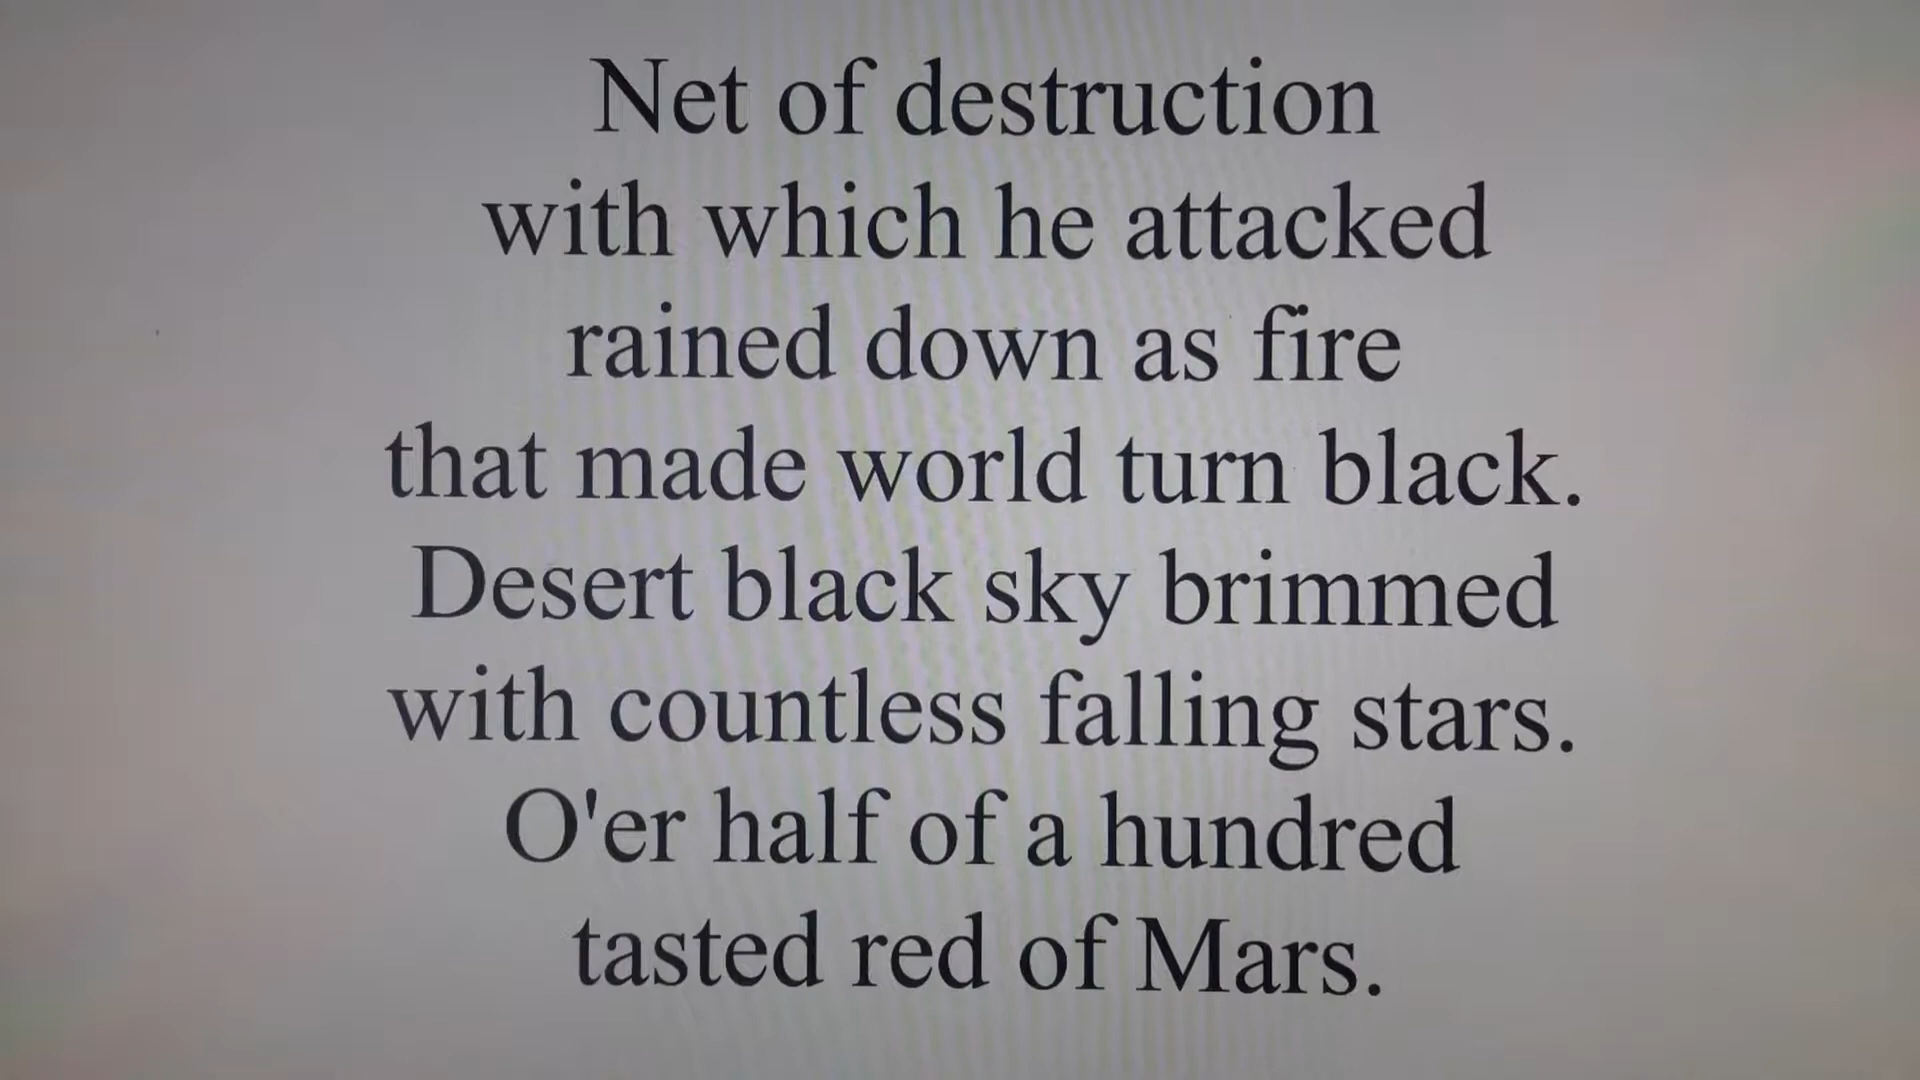 Net of destruction
with which he attacked
rained down as fire
that made world turn black.
Desert black sky brimmed
with countless falling stars.
O'er half of a hundred
tasted red of Mars.